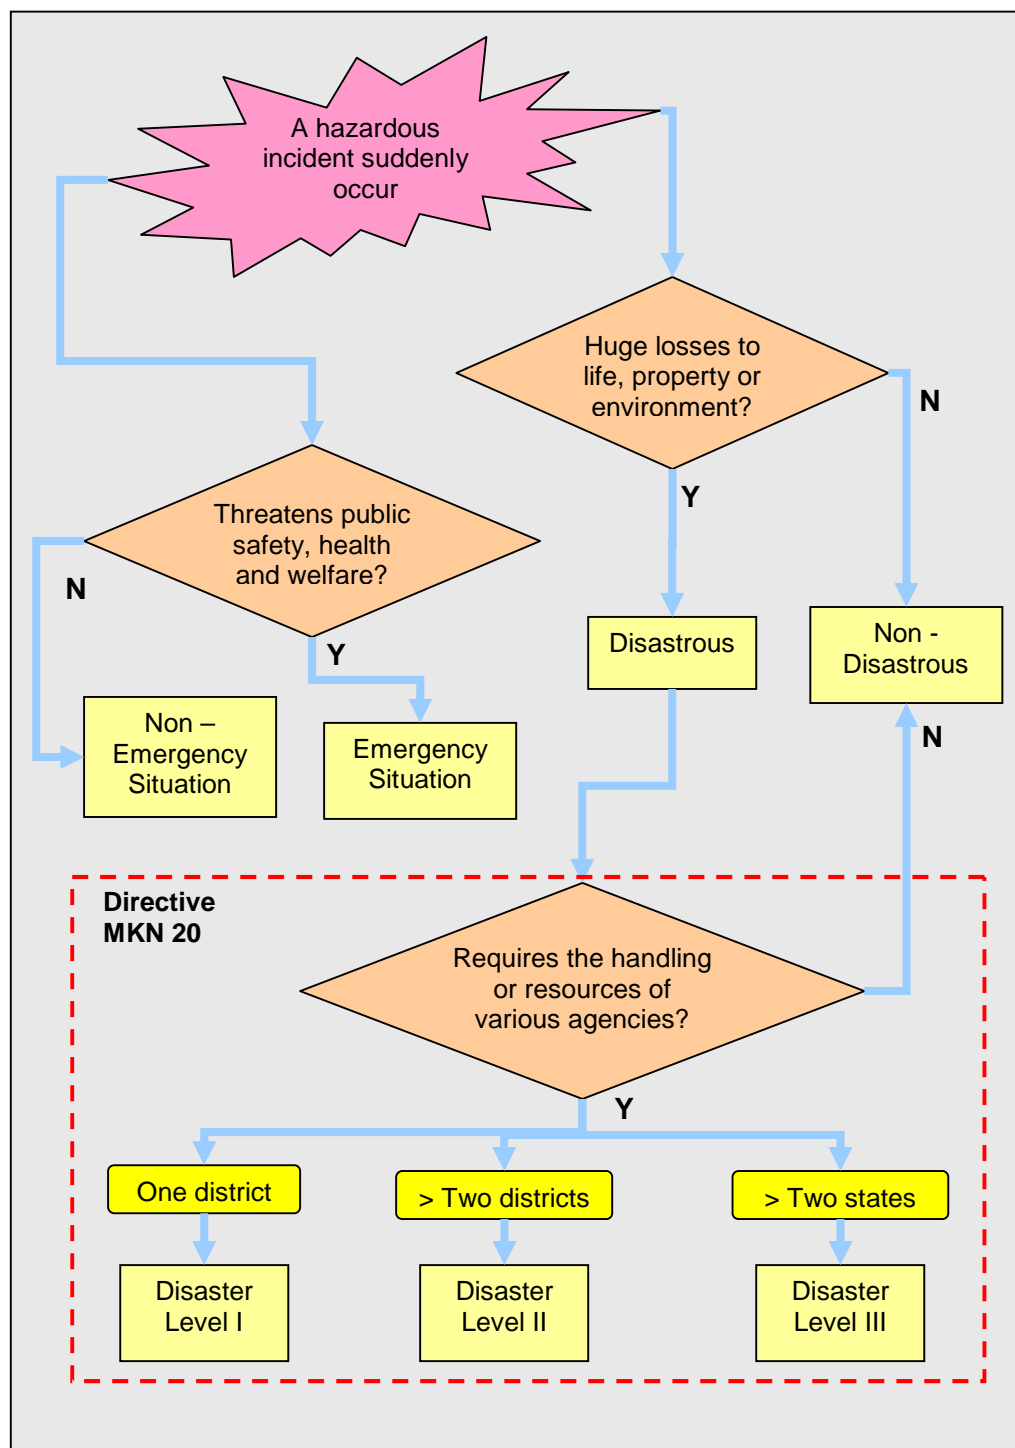 A hazardous
incident suddenly
occur
Huge losses to
life, property or
environment?
N
Y
Threatens public
safety, health
and welfare?
N
Y
Disastrous
Non -
Disastrous
N
Non –
Emergency
Situation
Emergency
Situation
Directive
MKN 20
Requires the handling
or resources of
various agencies?
Y
One district
> Two districts
> Two states
Disaster
Level I
Disaster
Level II
Disaster
Level III